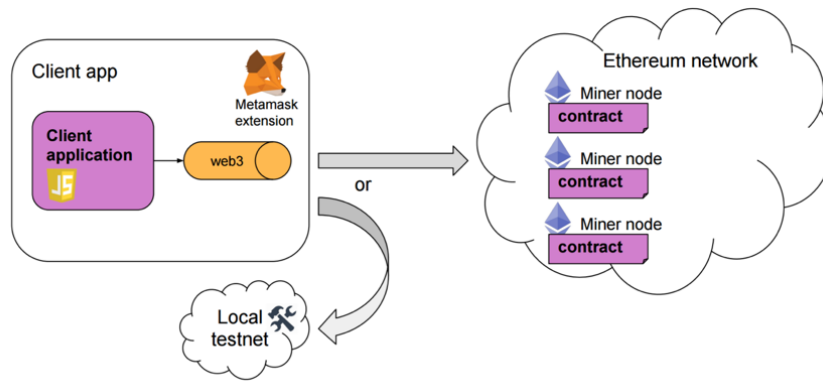 Client app
Metamask
extension
Client
application
JS
web3
or
Local
testnet
Ethereum network
Miner node
contract
Miner node
contract
Miner node
contract